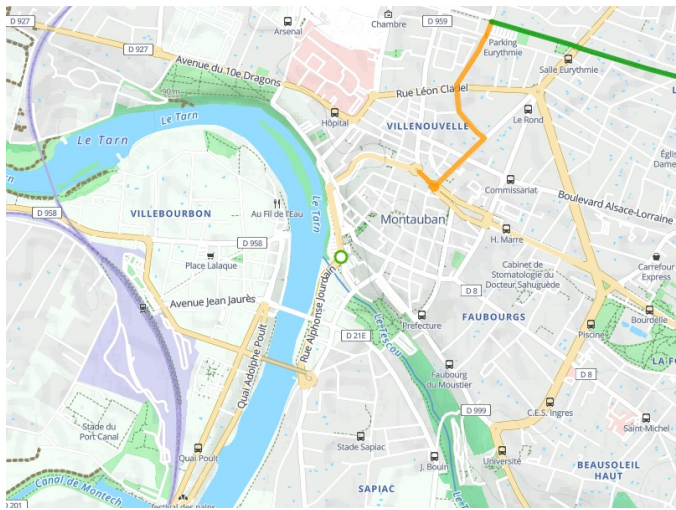 D 927
Arsenal
Chambre
D 959
Parking
Eurythmie
D 927
Avenue du 10e Dragons
Salle Eurythmie
90 m
Rue Léon Cladel
Le Tarn
Hôpital
VILLENOUVELLE
Le Rond
Le Tarn
Commissariat
Boulevard Alsace-Lorraine
Le Tarn
D 958
VILLEBOURBON
Au Fil de l'Eau
Montauban
H. Marre
D 958
Place Lalaque
Cabinet de
Stomatologie du
Docteur Sahuguède
Carrefour
Express
D 8
Avenue Jean Jaurès
Rue Alphonse Jourdain
Prefecture
FAUBOURGS
Bourdelle
Piscine
D 21E
Quai Adolphe Poult
Faubourg
du Moustier
D 8
D 999
C.E.S. Ingres
Saint-Michel
Stade du
Port Canal
Stade Sapiac
Quai Poult
J. Bouin
Université
BEAUSOLEIL
HAUT
Canal de Montech
SAPIAC
D 201